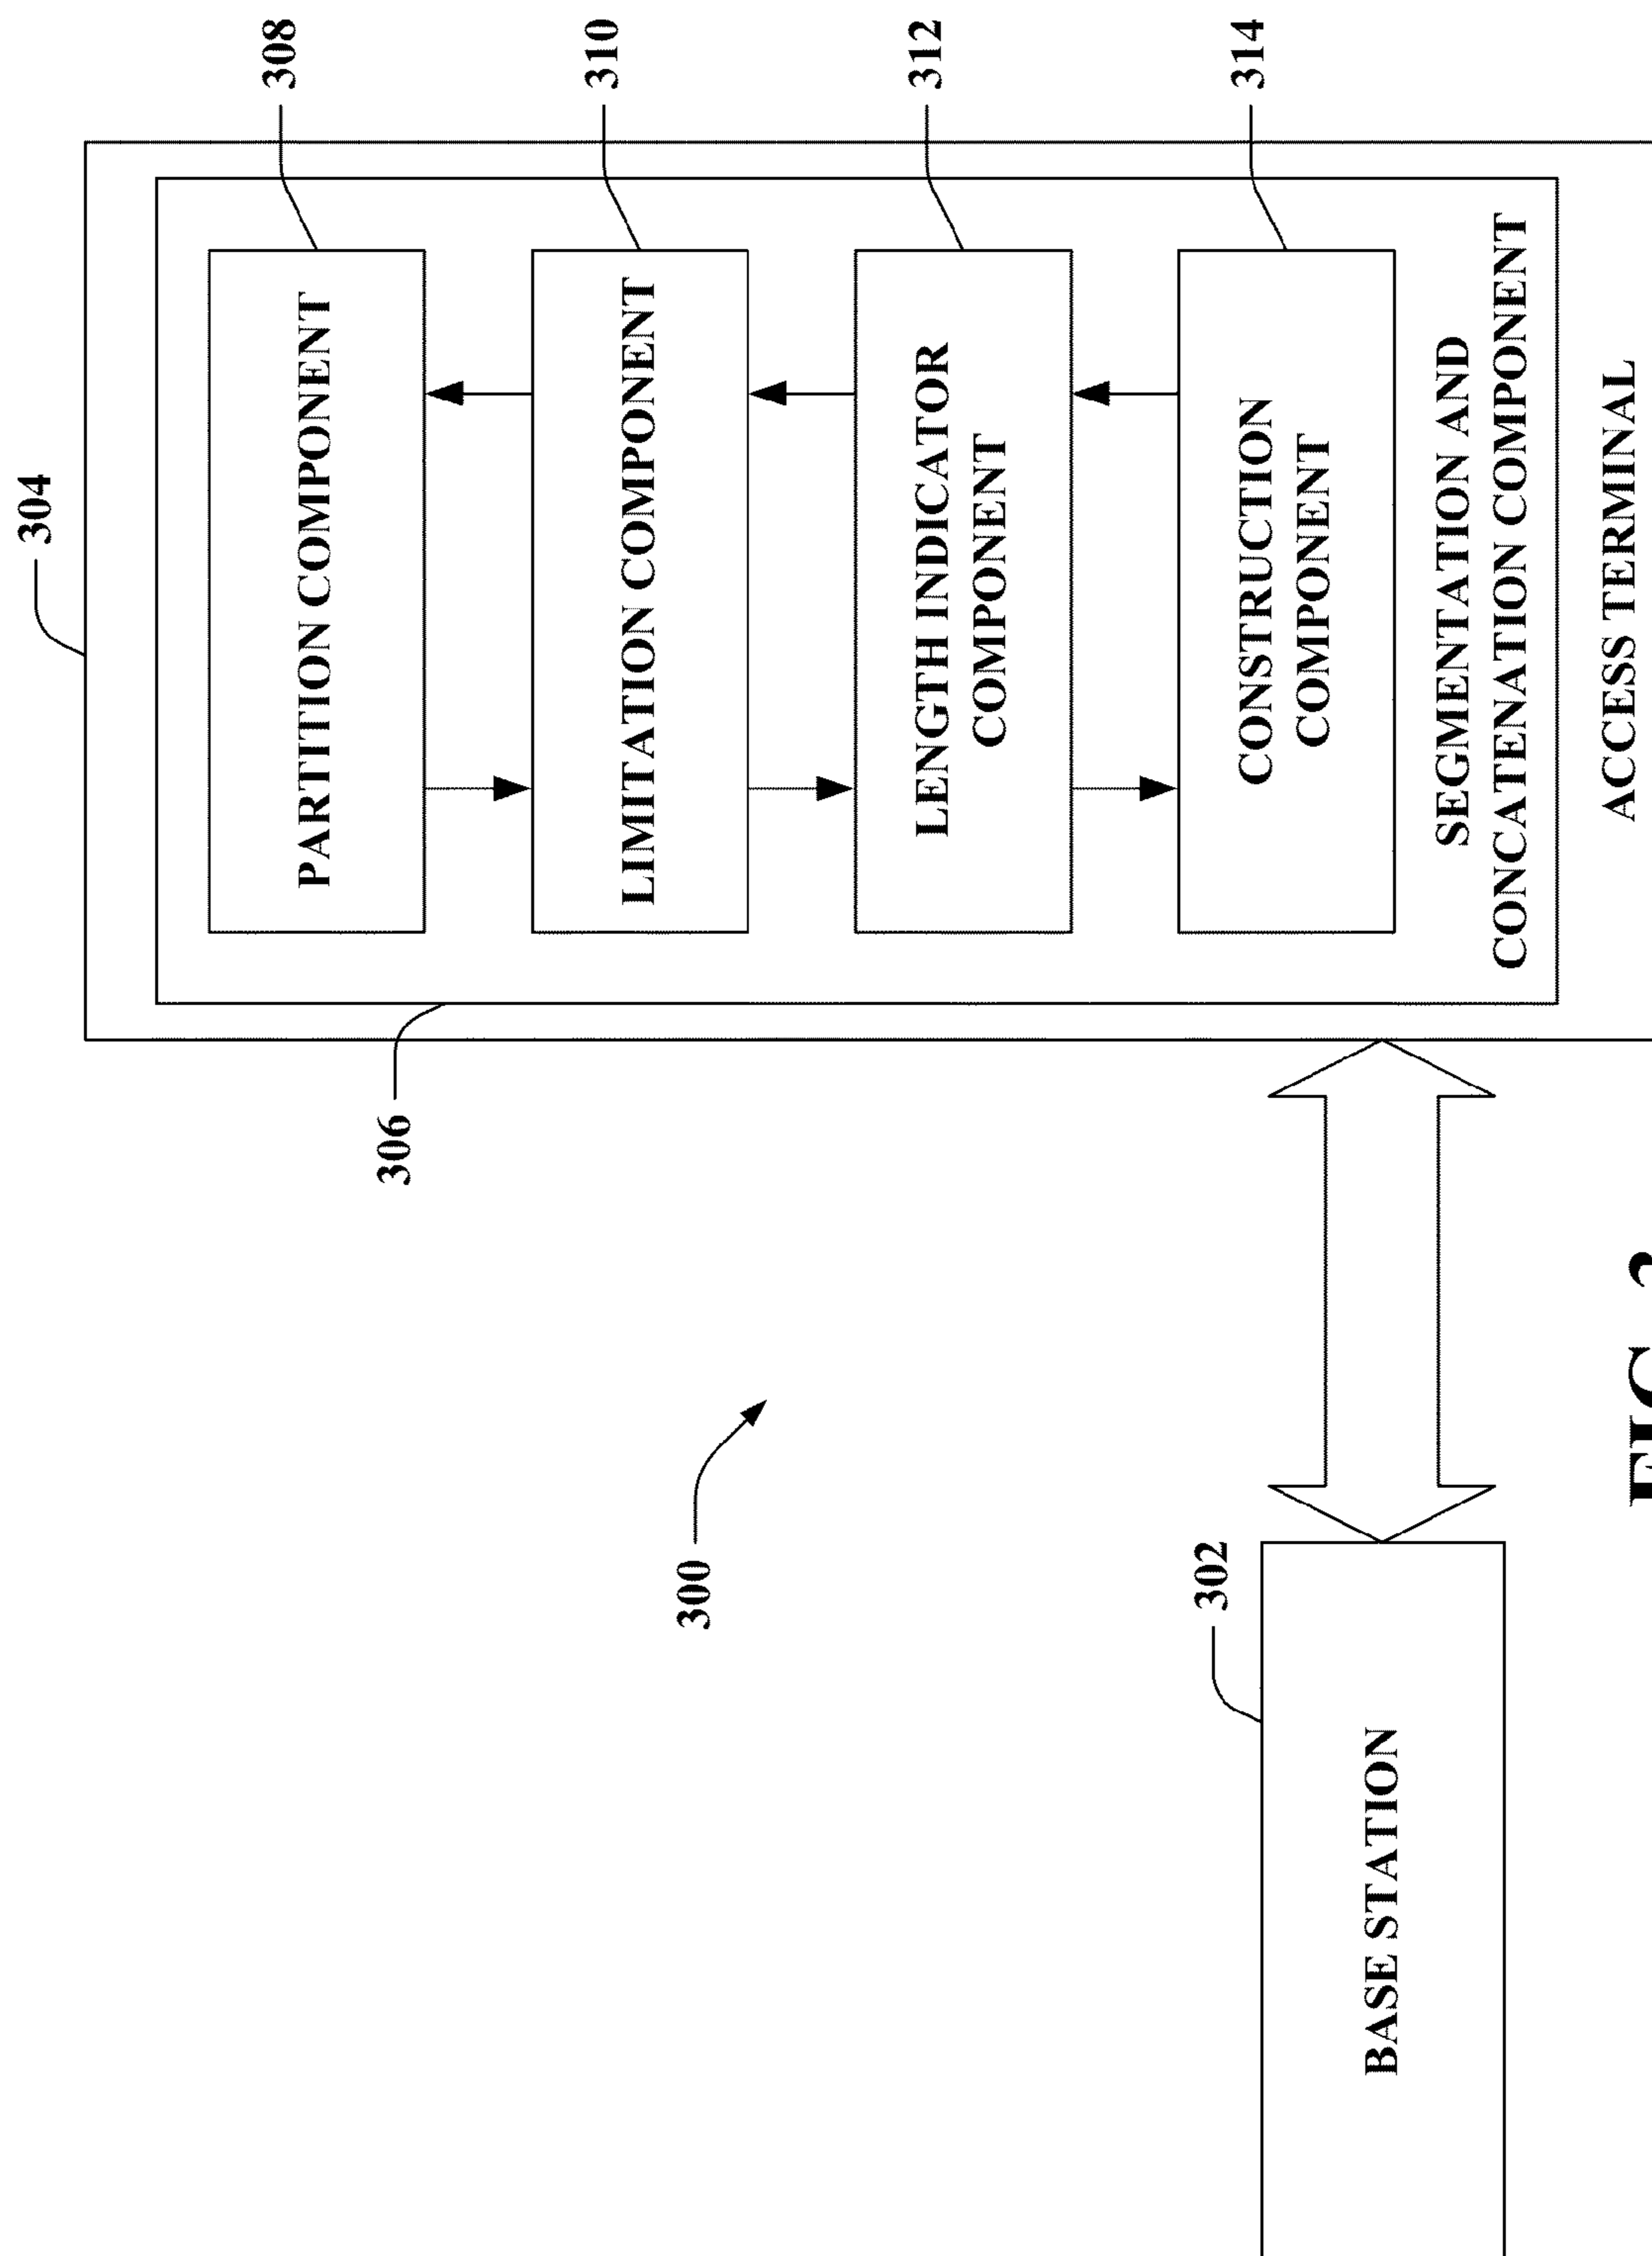 304
PARTITION COMPONENT
308
306
LIMITATION COMPONENT
310
300
LENGTH INDICATOR
COMPONENT
312
302
CONSTRUCTION
COMPONENT
314
BASE STATION
SEGMENTATION AND
CONCATENATION COMPONENT
ACCESS TERMINAL
FIG.